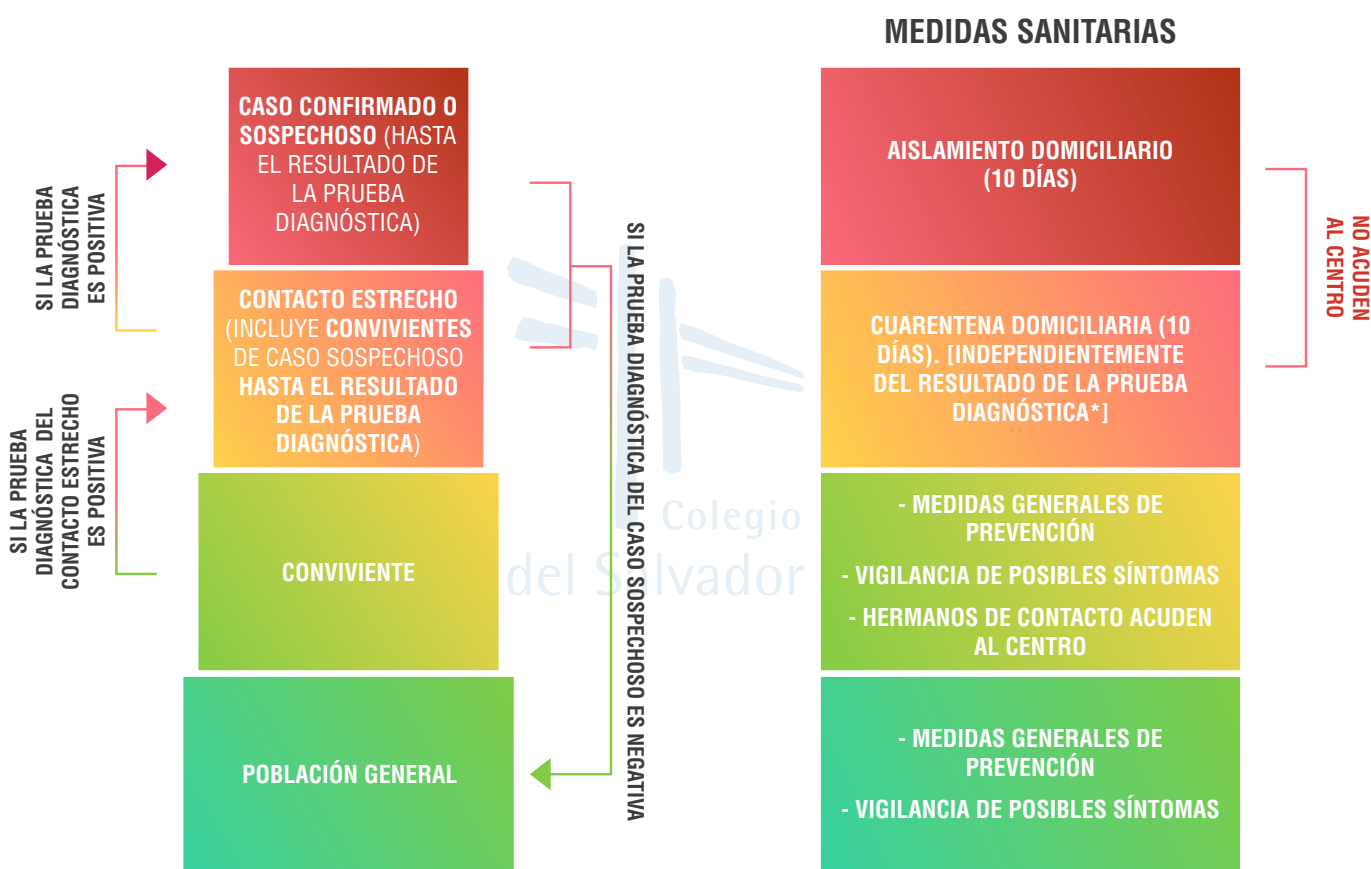 MEDIDAS SANITARIAS
SI LA PRUEBA
DIAGNÓSTICA
ES POSITIVA
CASO CONFIRMADO O
SOSPECHOSO (HASTA
EL RESULTADO DE
LA PRUEBA
DIAGNÓSTICA)
AISLAMIENTO DOMICILIARIO
(10 DÍAS)
NO ACUDEN
AL CENTRO
SI LA PRUEBA DIAGNÓSTICA DEL CASO SOSPECHOSO ES NEGATIVA
CONTACTO ESTRECHO
(INCLUYE CONVIVIENTES
DE CASO SOSPECHOSO
HASTA EL RESULTADO
DE LA PRUEBA
DIAGNÓSTICA)
CUARENTENA DOMICILIARIA (10
DÍAS). [INDEPENDIENTEMENTE
DEL RESULTADO DE LA PRUEBA
DIAGNÓSTICA*]
SI LA PRUEBA
DIAGNÓSTICA DEL
CONTACTO ESTRECHO
ES POSITIVA
CONVIVIENTE
Colegio
del Salvador
- MEDIDAS GENERALES DE
PREVENCIÓN
- VIGILANCIA DE POSIBLES SÍNTOMAS
- HERMANOS DE CONTACTO ACUDEN
AL CENTRO
POBLACIÓN GENERAL
- MEDIDAS GENERALES DE
PREVENCIÓN
- VIGILANCIA DE POSIBLES SÍNTOMAS